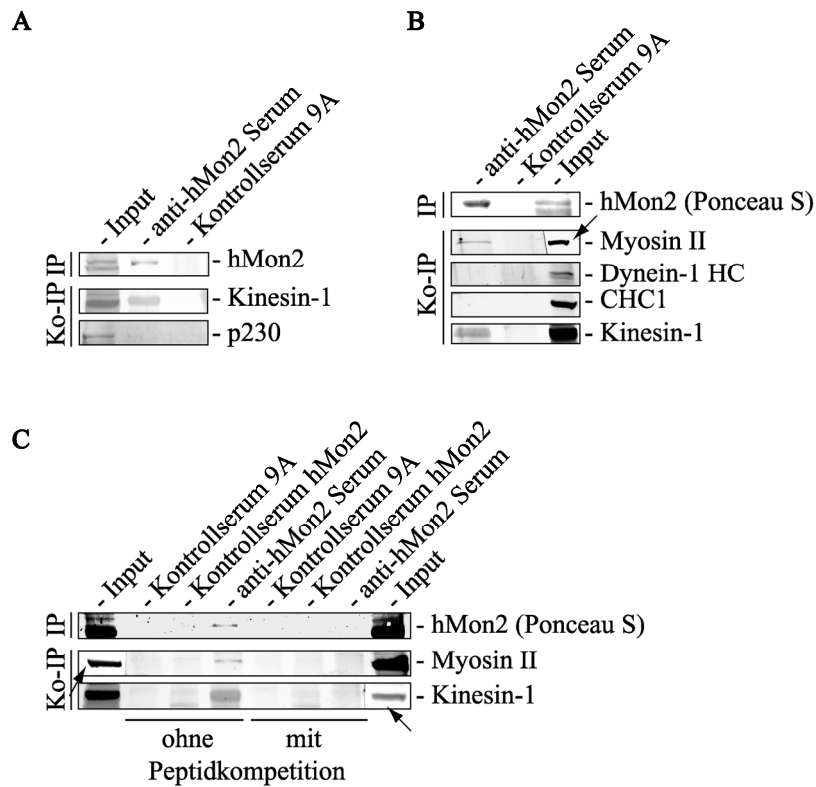 A
- Input
- anti-hMon2 Serum
- Kontrollserum 9A
IP
- hMon2
Ko-IP
- Kinesin-1
- p230
B
- anti-hMon2 Serum
- Kontrollserum 9A
- Input
IP
- hMon2 (Ponceau S)
Ko-IP
- Myosin II
- Dynein-1 HC
- CHC1
- Kinesin-1
C
- Input
- Kontrollserum 9A
- Kontrollserum hMon2
- anti-hMon2 Serum
- Kontrollserum 9A
- Kontrollserum hMon2
- anti-hMon2 Serum
- Input
IP
- hMon2 (Ponceau S)
Ko-IP
- Myosin II
- Kinesin-1
ohne mit
Peptidkompetition